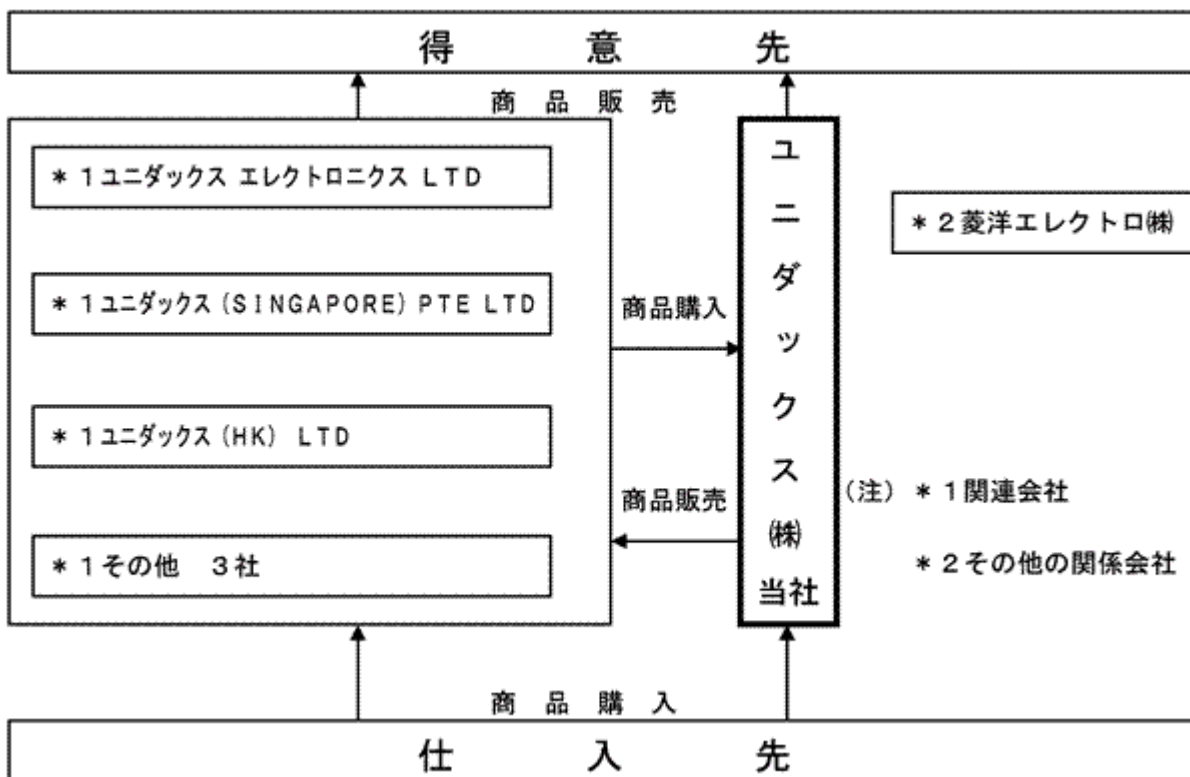 得意先
商品販売
＊１ユニダックス エレクトロニクス ＬＴＤ
＊１ユニダックス（ＳＩＮＧＡＰＯＲＥ）ＰＴＥ ＬＴＤ
＊１ユニダックス（ＨＫ） ＬＴＤ
＊１その他　３社
商品購入
商品販売
ユニダックス㈱当社
＊２菱洋エレクトロ㈱
（注）＊１関連会社
＊２その他の関係会社
商品購入
仕入先